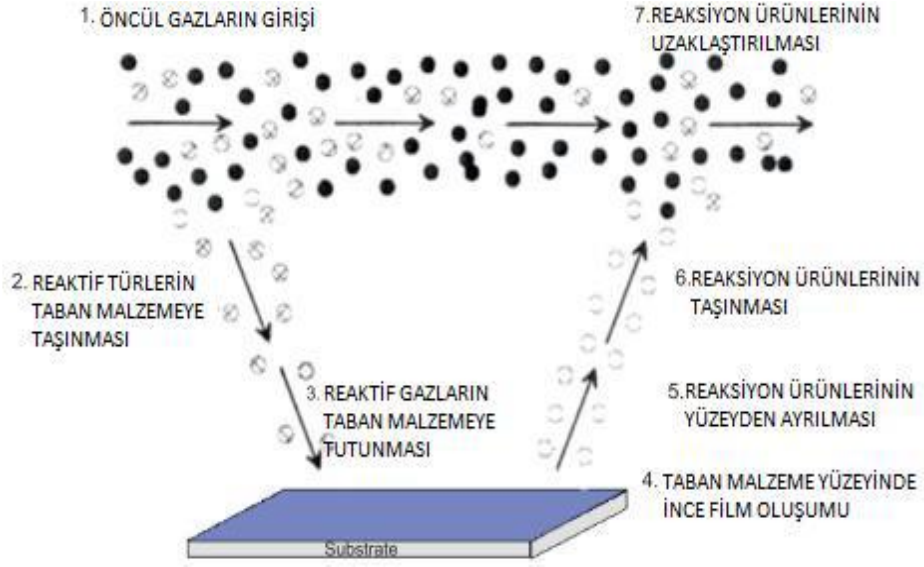 1. ÖNCÜL GAZLARIN GİRİŞİ
2. REAKTİF TÜRLERİN
TABAN MALZEMEYE
TAŞINMASI
3. REAKTİF GAZLARIN
TABAN MALZEMEYE
TUTUNMASI
4. TABAN MALZEME YÜZEYİNDE
İNCE FİLM OLUŞUMU
5.REAKSİYON ÜRÜNLERİNİN
YÜZEYDEN AYRILMASI
6.REAKSİYON ÜRÜNLERİNİN
TAŞINMASI
7.REAKSİYON ÜRÜNLERİNİN
UZAKLAŞTIRILMASI
Substrate